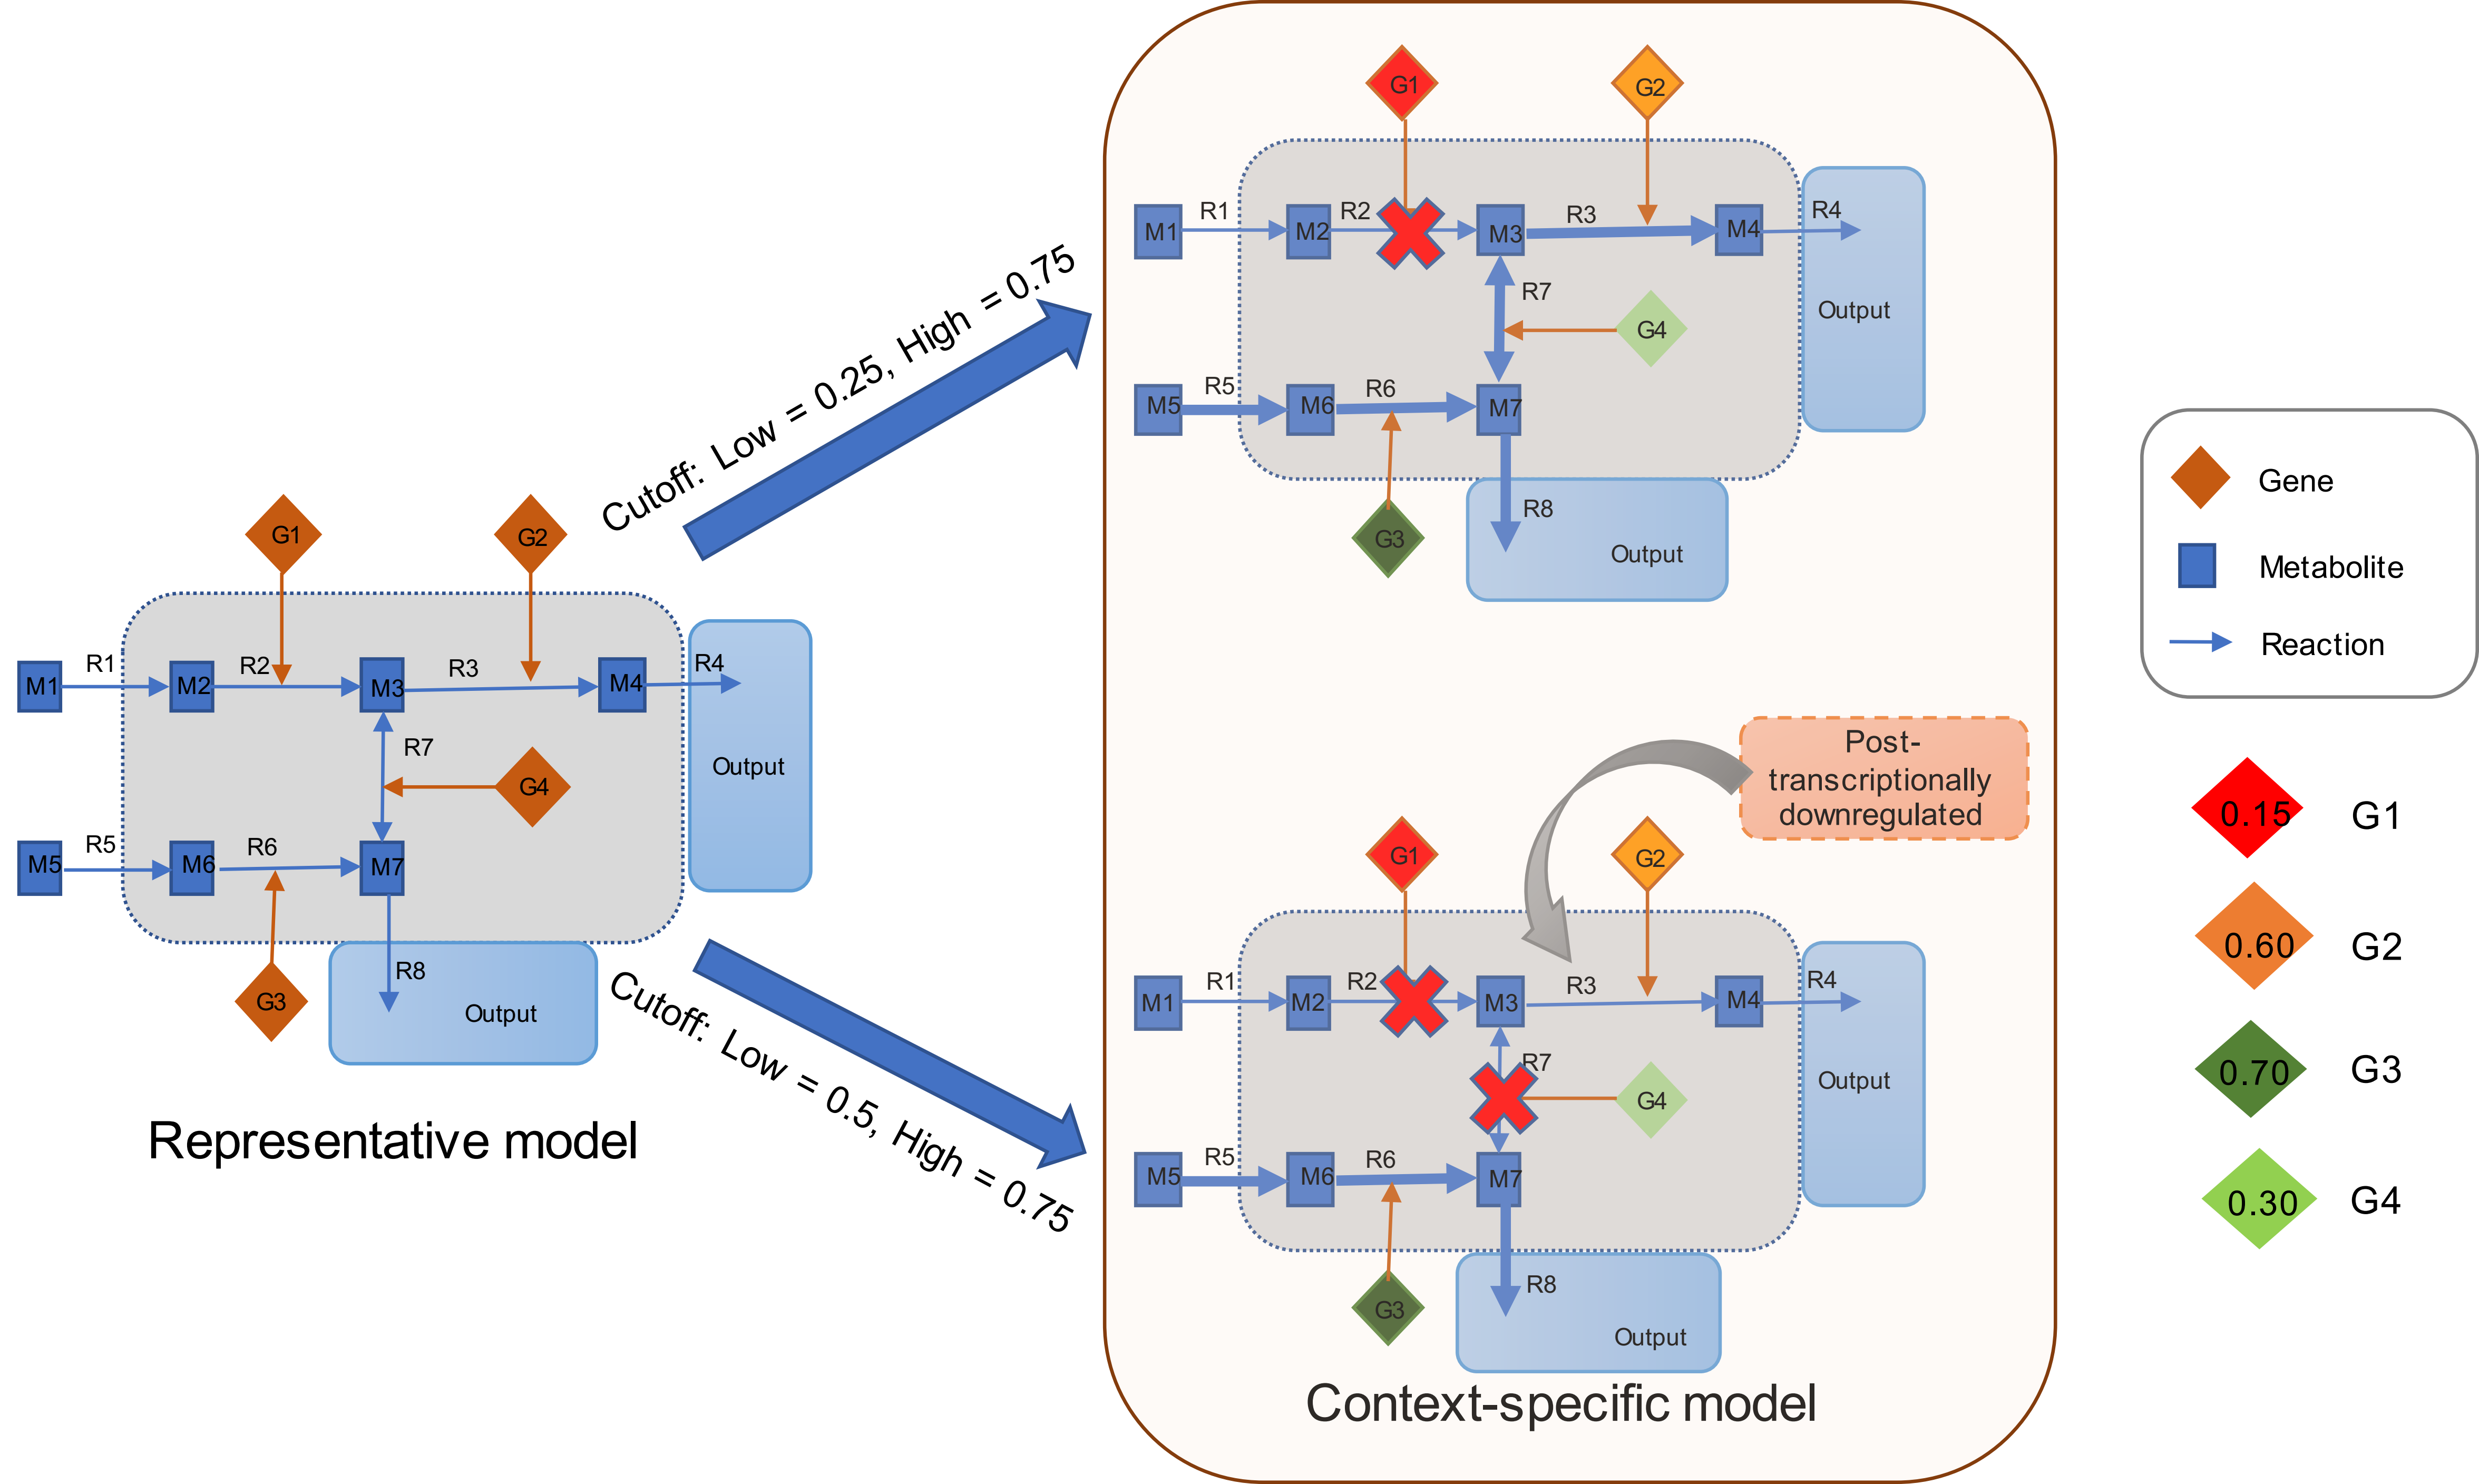 G1
G2
M1
R1
M2
R2
M3
R3
M4
R4
Output
R7
G4
M5
R5
M6
R6
M7
G3
R8
Output
Representative model
Cutoff: Low = 0.25, High = 0.75
Cutoff: Low = 0.5, High = 0.75
G1
G2
M1
R1
M2
R2
M3
R3
M4
R4
Output
R7
G4
M5
R5
M6
R6
M7
G3
R8
Output
Post-
transcriptionally
downregulated
G1
G2
M1
R1
M2
R2
M3
R3
M4
R4
Output
R7
G4
M5
R5
M6
R6
M7
G3
R8
Output
Context-specific model
Gene
Metabolite
Reaction
0.15 G1
0.60 G2
0.70 G3
0.30 G4